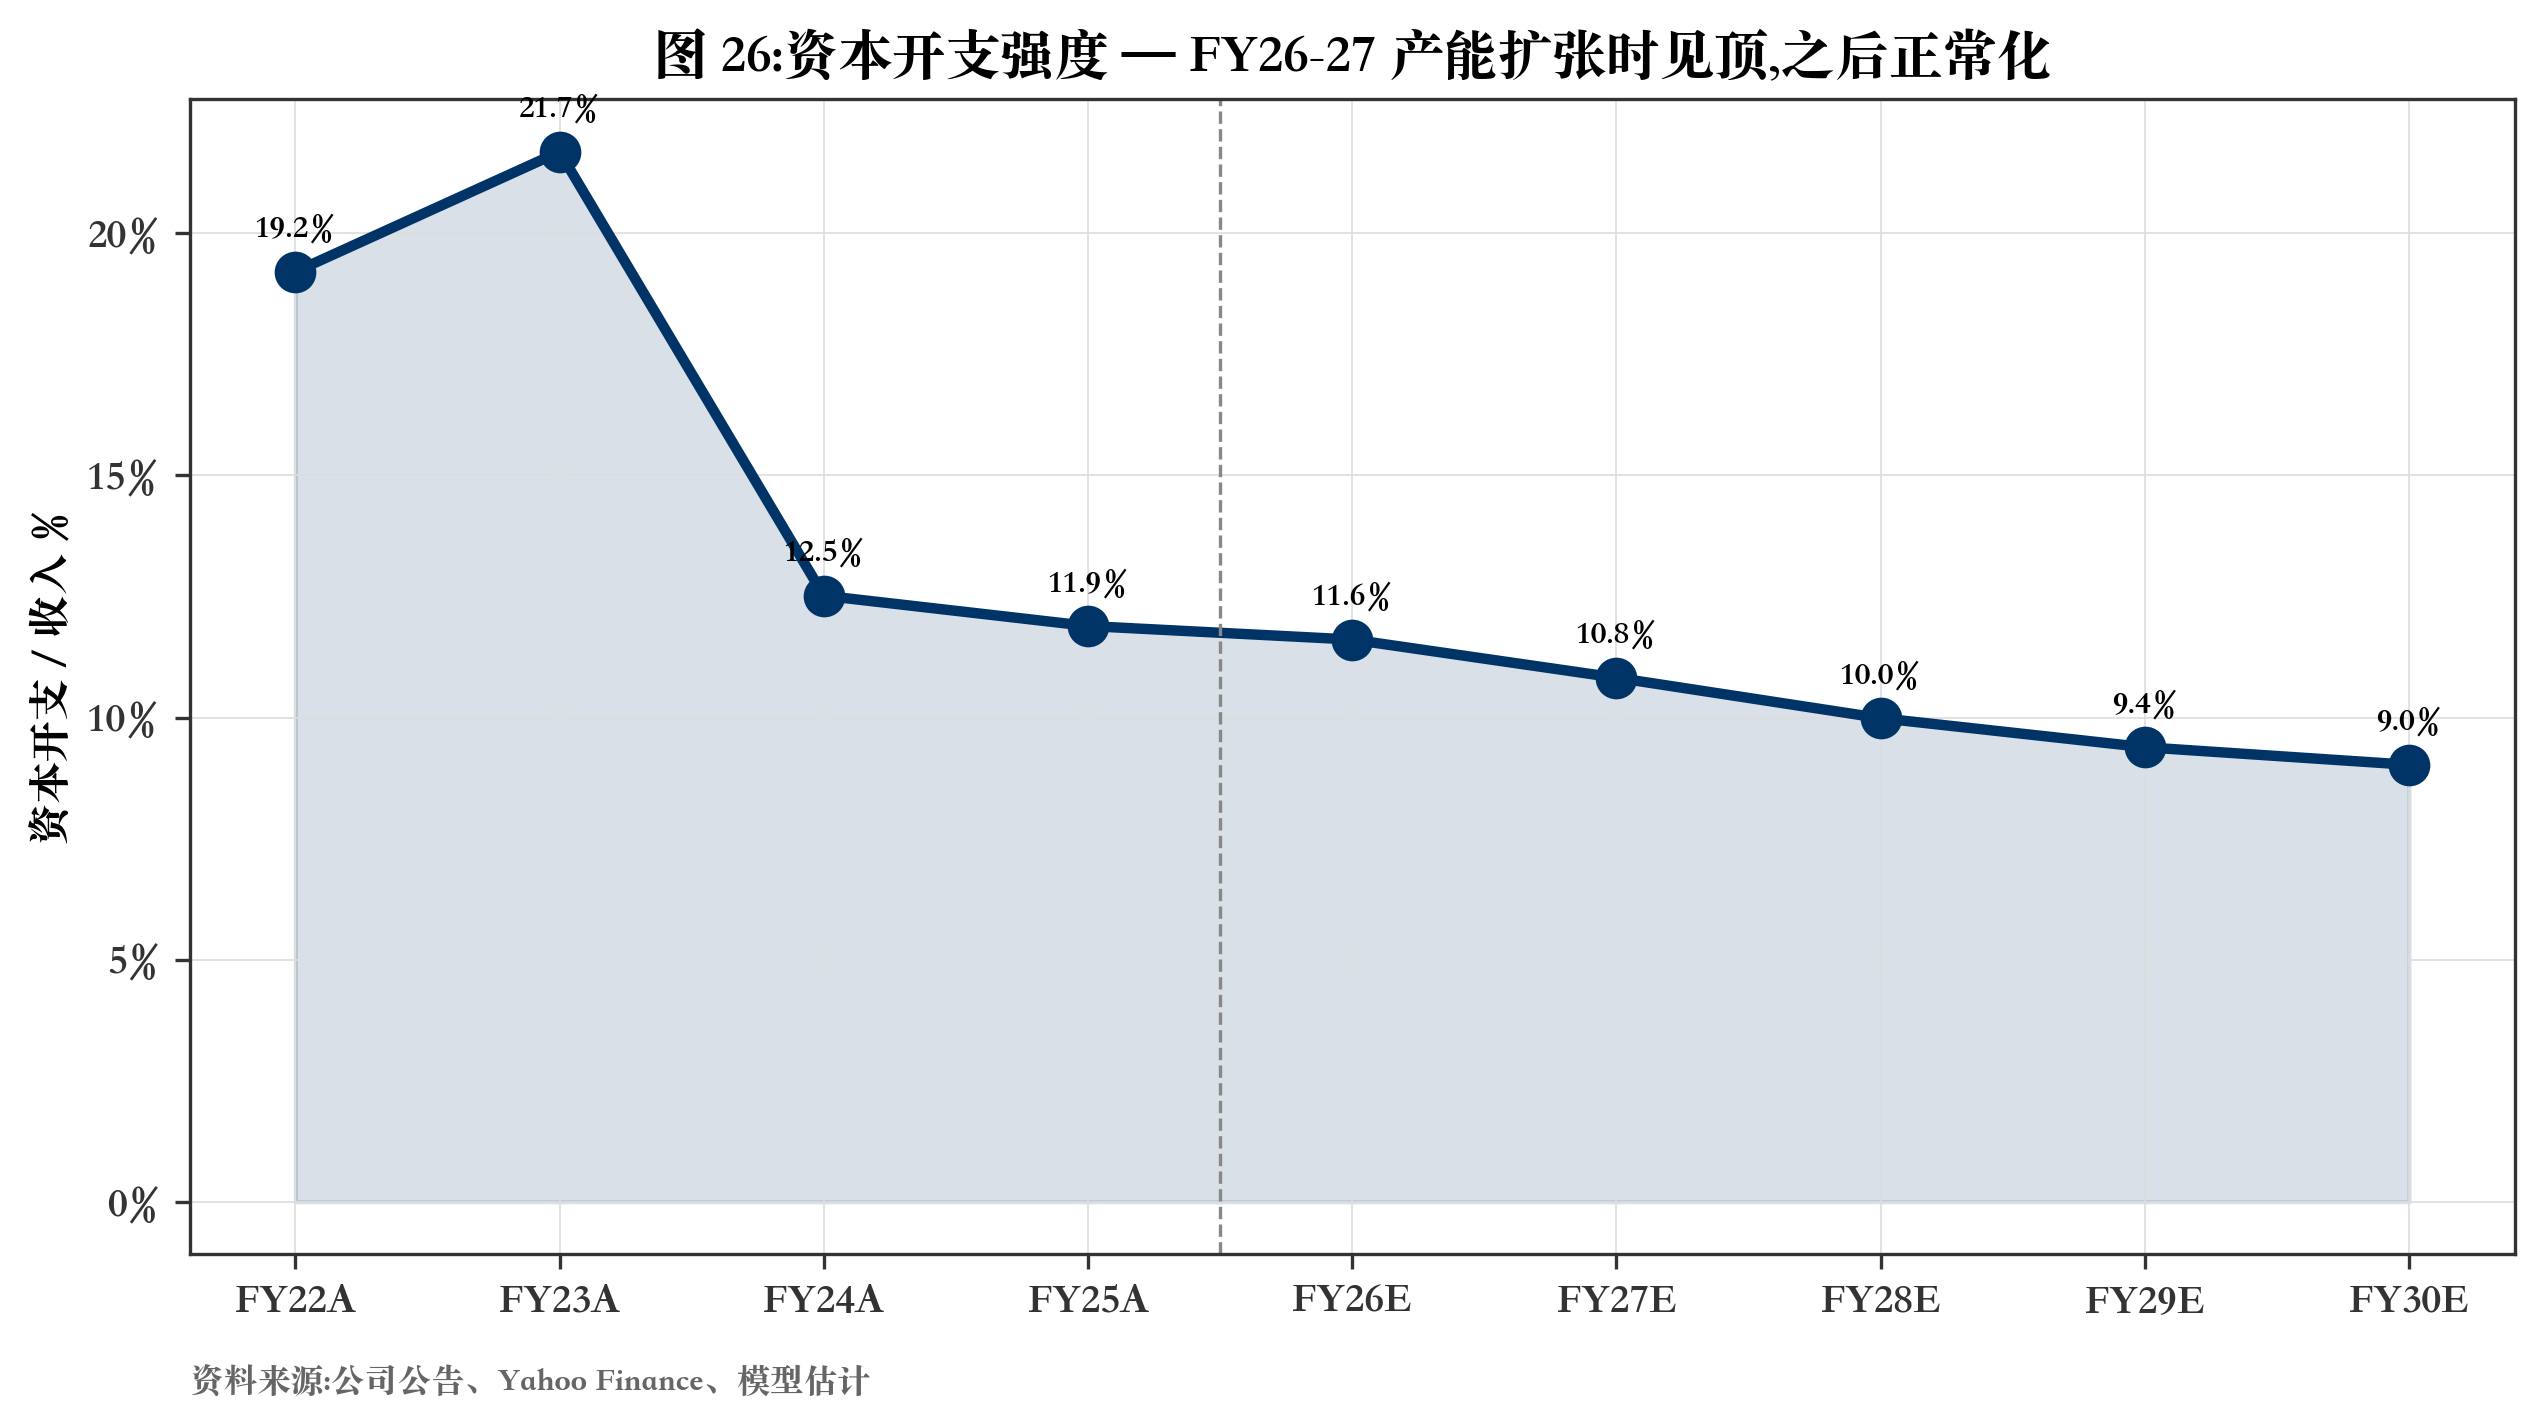 图 26:资本开支强度 — FY26-27 产能扩张时见顶,之后正常化
资本开支 / 收入 %
20%
15%
10%
5%
0%
19.2%
21.7%
12.5%
11.9%
11.6%
10.8%
10.0%
9.4%
9.0%
FY22A
FY23A
FY24A
FY25A
FY26E
FY27E
FY28E
FY29E
FY30E
资料来源:公司公告、Yahoo Finance、模型估计